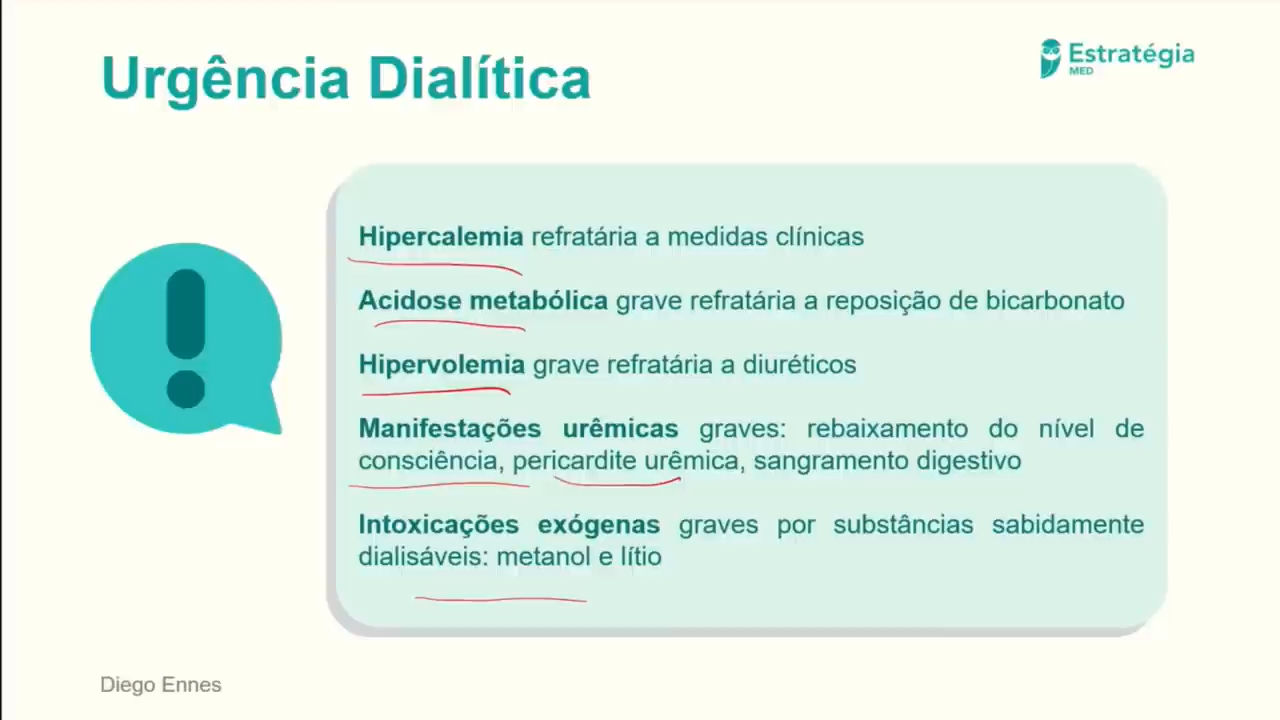 Urgência Dialítica
Estratégia
MED
Hipercalemia refratária a medidas clínicas
Acidose metabólica grave refratária a reposição de bicarbonato
Hipervolemia grave refratária a diuréticos
Manifestações urêmicas graves: rebaixamento do nível de
consciência, pericardite urêmica, sangramento digestivo
Intoxicações exógenas graves por substâncias sabidamente
dialisáveis: metanol e lítio
Diego Ennes